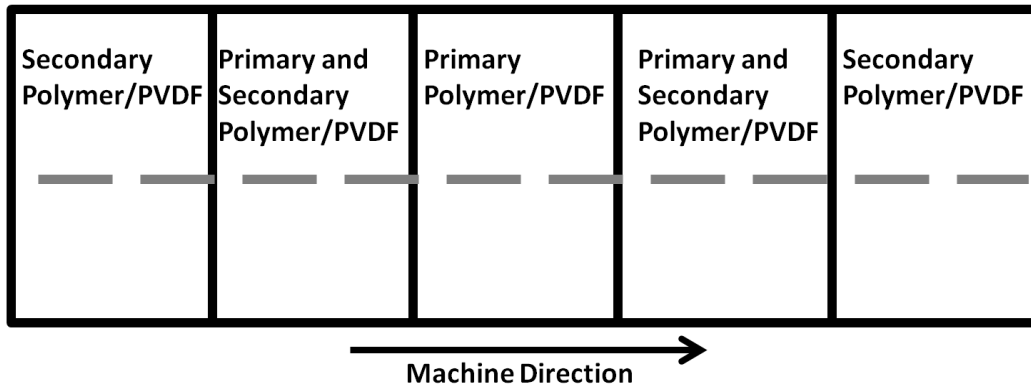 Secondary
Polymer/PVDF
Primary and
Secondary
Polymer/PVDF
Primary
Polymer/PVDF
Primary and
Secondary
Polymer/PVDF
Secondary
Polymer/PVDF
Machine Direction